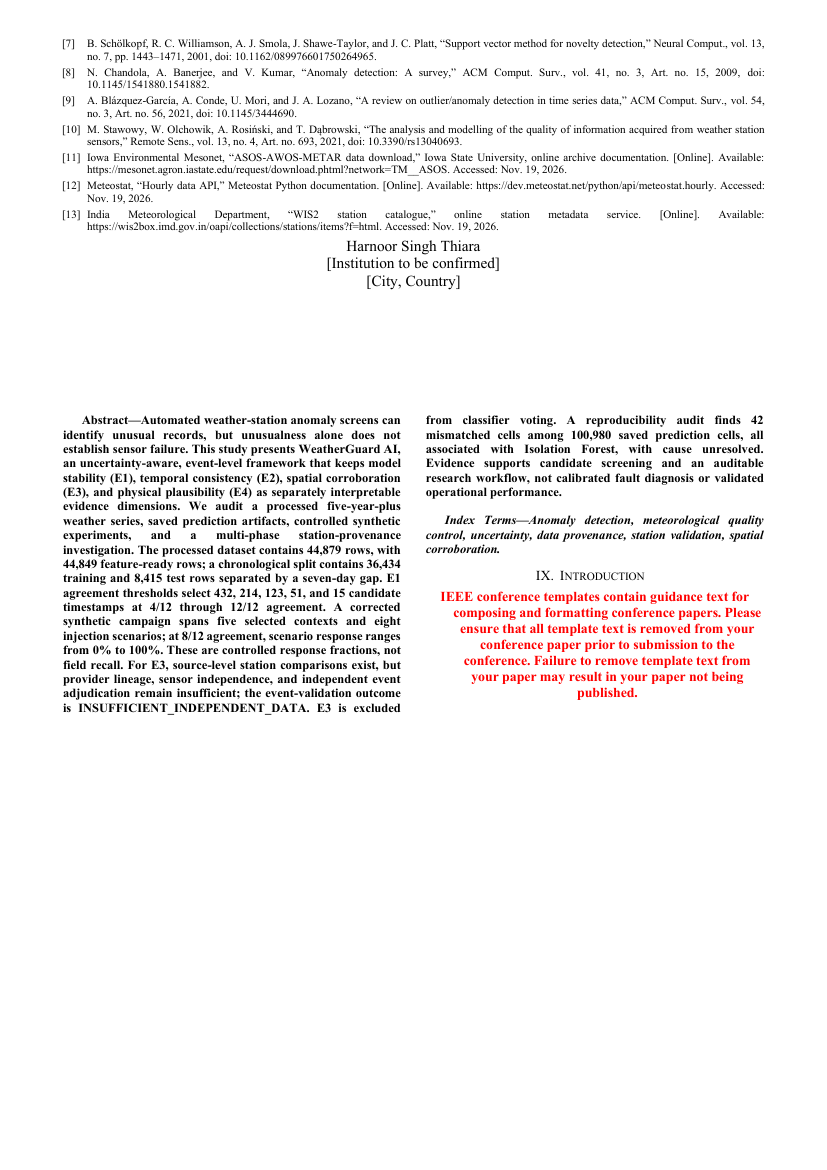 [7] B. Schölkopf, R. C. Williamson, A. J. Smola, J. Shawe-Taylor, and J. C. Platt, “Support vector method for novelty detection,” Neural Comput., vol. 13,
no. 7, pp. 1443–1471, 2001, doi: 10.1162/089976601750264965.
[8] N. Chandola, A. Banerjee, and V. Kumar, “Anomaly detection: A survey,” ACM Comput. Surv., vol. 41, no. 3, Art. no. 15, 2009, doi:
10.1145/1541880.1541882.
[9] A. Blázquez-García, A. Conde, U. Mori, and J. A. Lozano, “A review on outlier/anomaly detection in time series data,” ACM Comput. Surv., vol. 54,
no. 3, Art. no. 56, 2021, doi: 10.1145/3444690.
[10] M. Stawowy, W. Olchowik, A. Rosiński, and T. Dąbrowski, “The analysis and modelling of the quality of information acquired from weather station
sensors,” Remote Sens., vol. 13, no. 4, Art. no. 693, 2021, doi: 10.3390/rs13040693.
[11] Iowa Environmental Mesonet, “ASOS-AWOS-METAR data download,” Iowa State University, online archive documentation. [Online]. Available:
https://mesonet.agron.iastate.edu/request/download.phtml?network=TM__ASOS. Accessed: Nov. 19, 2026.
[12] Meteostat, “Hourly data API,” Meteostat Python documentation. [Online]. Available: https://dev.meteostat.net/python/api/meteostat.hourly. Accessed:
Nov. 19, 2026.
[13] India Meteorological Department, “WIS2 station catalogue,” online station metadata service. [Online]. Available:
https://wis2box.imd.gov.in/oapi/collections/stations/items?f=html. Accessed: Nov. 19, 2026.
Harnoor Singh Thiara
[Institution to be confirmed]
[City, Country]
Abstract—Automated weather-station anomaly screens can
identify unusual records, but unusualness alone does not
establish sensor failure. This study presents WeatherGuard AI,
an uncertainty-aware, event-level framework that keeps model
stability (E1), temporal consistency (E2), spatial corroboration
(E3), and physical plausibility (E4) as separately interpretable
evidence dimensions. We audit a processed five-year-plus
weather series, saved prediction artifacts, controlled synthetic
experiments, and a multi-phase station-provenance
investigation. The processed dataset contains 44,879 rows, with
44,849 feature-ready rows; a chronological split contains 36,434
training and 8,415 test rows separated by a seven-day gap. E1
agreement thresholds select 432, 214, 123, 51, and 15 candidate
timestamps at 4/12 through 12/12 agreement. A corrected
synthetic campaign spans five selected contexts and eight
injection scenarios; at 8/12 agreement, scenario response ranges
from 0% to 100%. These are controlled response fractions, not
field recall. For E3, source-level station comparisons exist, but
provider lineage, sensor independence, and independent event
adjudication remain insufficient; the event-validation outcome
is INSUFFICIENT_INDEPENDENT_DATA. E3 is excluded
from classifier voting. A reproducibility audit finds 42
mismatched cells among 100,980 saved prediction cells, all
associated with Isolation Forest, with cause unresolved.
Evidence supports candidate screening and an auditable
research workflow, not calibrated fault diagnosis or validated
operational performance.
Index Terms—Anomaly detection, meteorological quality
control, uncertainty, data provenance, station validation, spatial
corroboration.
IX. INTRODUCTION
IEEE conference templates contain guidance text for
composing and formatting conference papers. Please
ensure that all template text is removed from your
conference paper prior to submission to the
conference. Failure to remove template text from
your paper may result in your paper not being
published.